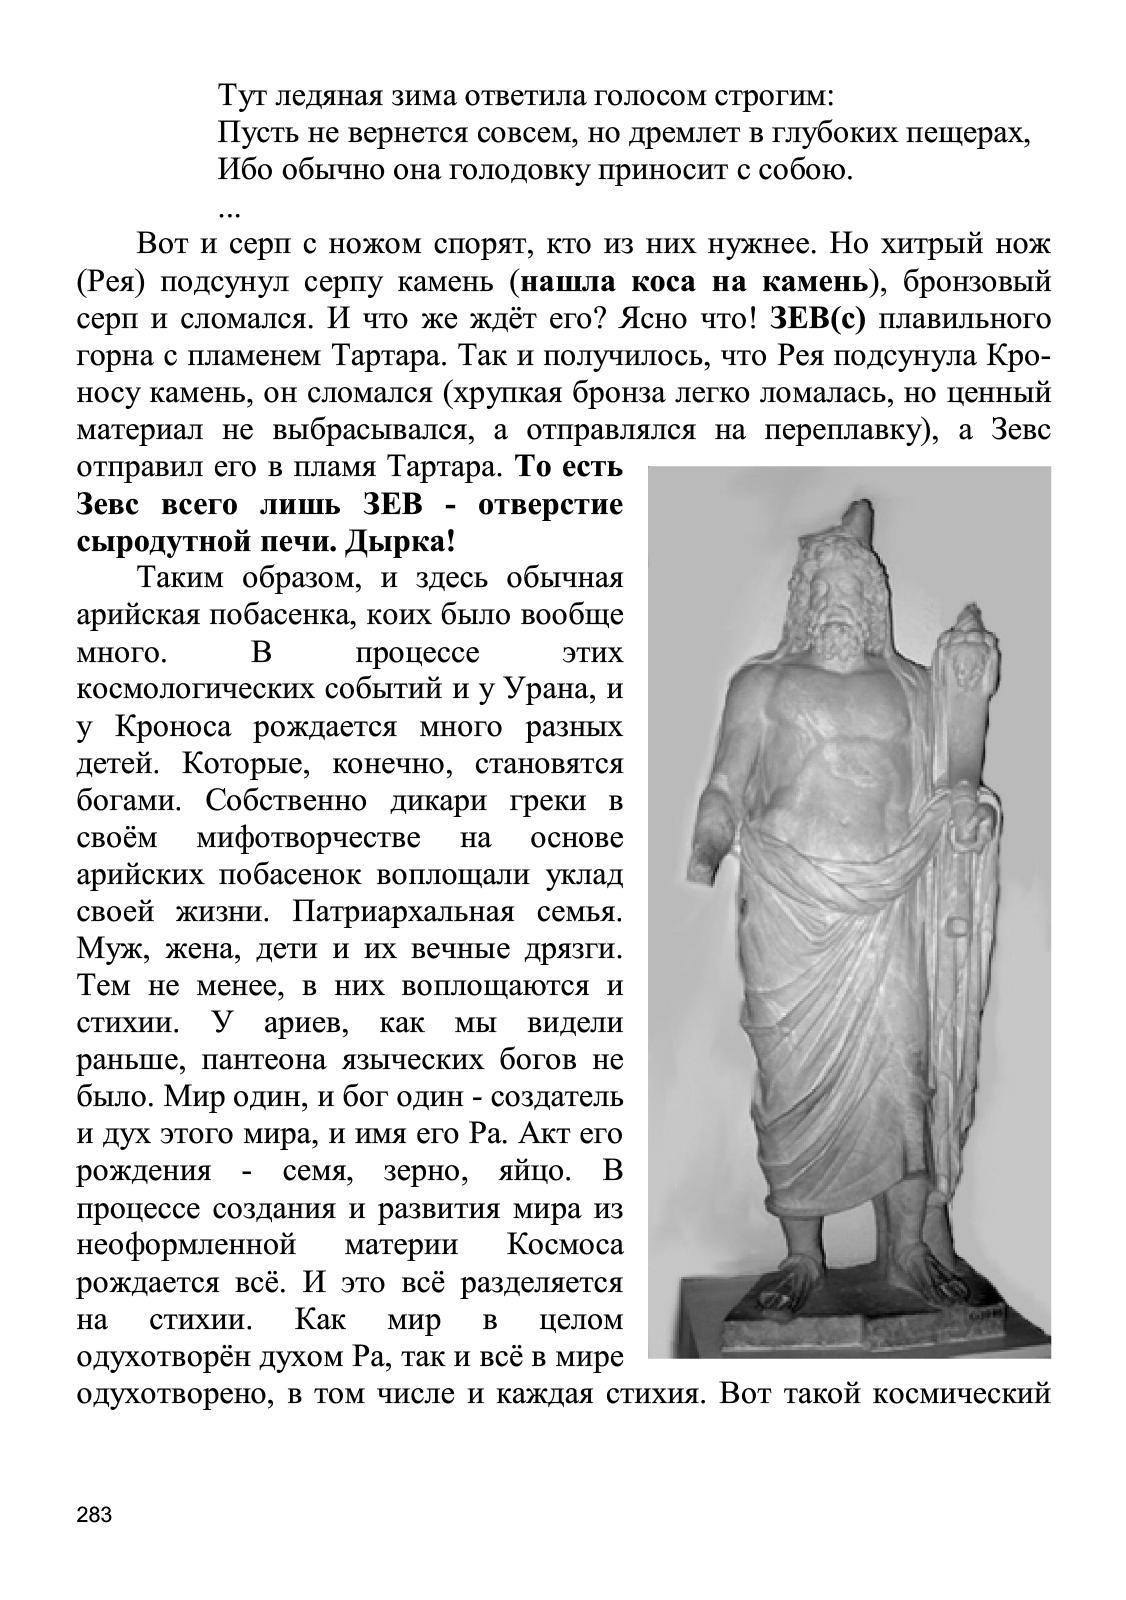 Тут ледяная зима ответила голосом строгим:
Пусть не вернется совсем, но дремлет в глубоких пещерах,
Ибо обычно она голодовку приносит с собою.
...
Вот и серп с ножом спорят, кто из них нужнее. Но хитрый нож
(Рея) подсунул серпу камень (нашла коса на камень), бронзовый
серп и сломался. И что же ждёт его? Ясно что! ЗЕВ(с) плавильного
горна с пламенем Тартара. Так и получилось, что Рея подсунула Кро-
носу камень, он сломался (хрупкая бронза легко ломалась, но ценный
материал не выбрасывался, а отправлялся на переплавку), а Зевс
отправил его в пламя Тартара. То есть
Зевс всего лишь ЗЕВ - отверстие
сыродутной печи. Дырка!
Таким образом, и здесь обычная
арийская побасенка, коих было вообще
много. В процессе этих
космологических событий и у Урана, и
у Кроноса рождается много разных
детей. Которые, конечно, становятся
богами. Собственно дикари греки в
своём мифотворчестве на основе
арийских побасенок воплощали уклад
своей жизни. Патриархальная семья.
Муж, жена, дети и их вечные дрязги.
Тем не менее, в них воплощаются и
стихии. У ариев, как мы видели
раньше, пантеона языческих богов не
было. Мир один, и бог один - создатель
и дух этого мира, и имя его Ра. Акт его
рождения - семя, зерно, яйцо. В
процессе создания и развития мира из
неоформленной материи Космоса
рождается всё. И это всё разделяется
на стихии. Как мир в целом
одухотворён духом Ра, так и всё в мире
одухотворено, в том числе и каждая стихия. Вот такой космический
283